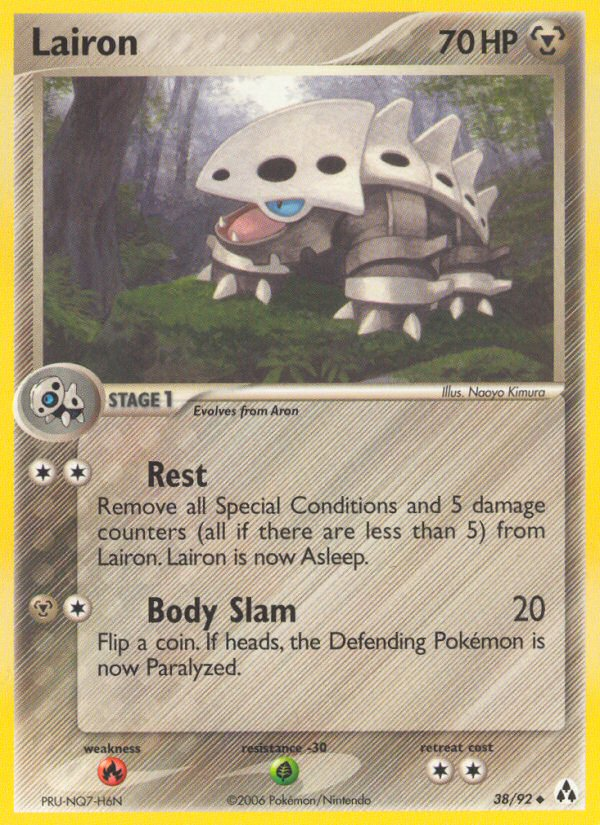 Lairon
70 HP
Illus. Naoyo Kimura
STAGE 1
Evolves from Aron
Rest
Remove all Special Conditions and 5 damage
counters (all if there are less than 5) from
Lairon. Lairon is now Asleep.
Body Slam 20
Flip a coin. If heads, the Defending Pokémon is
now Paralyzed.
weakness resistance -30 retreat cost
PRU-NQ7-H6N ©2006 Pokémon/Nintendo 38/92